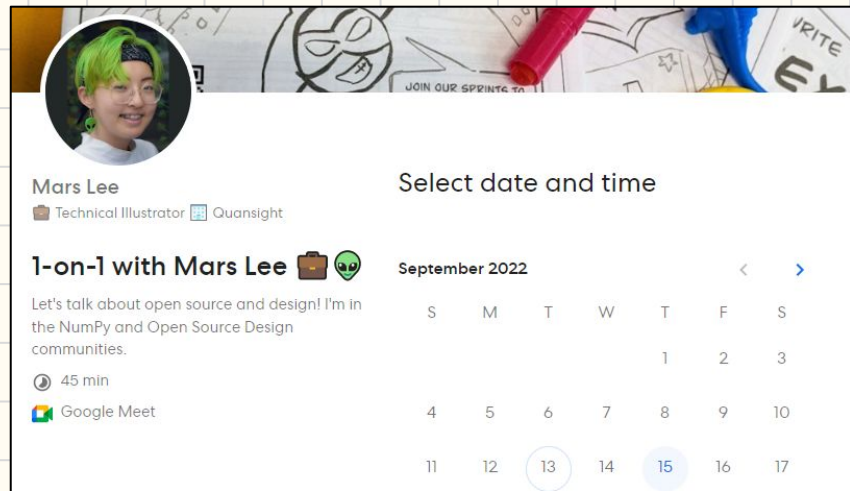 JOIN OUR SPRINTS TO
WRITE
EX
Mars Lee
💼 Technical Illustrator 🏢 Quansight
1-on-1 with Mars Lee 💼👽
Let's talk about open source and design! I'm in
the NumPy and Open Source Design
communities.
45 min
Google Meet
Select date and time
September 2022
S M T W T F S
1 2 3
4 5 6 7 8 9 10
11 12 13 14 15 16 17